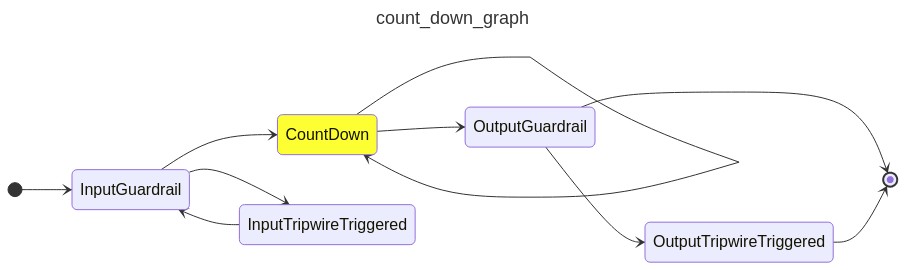 count_down_graph
CountDown
OutputGuardrail
InputGuardrail
InputTripwireTriggered
OutputTripwireTriggered